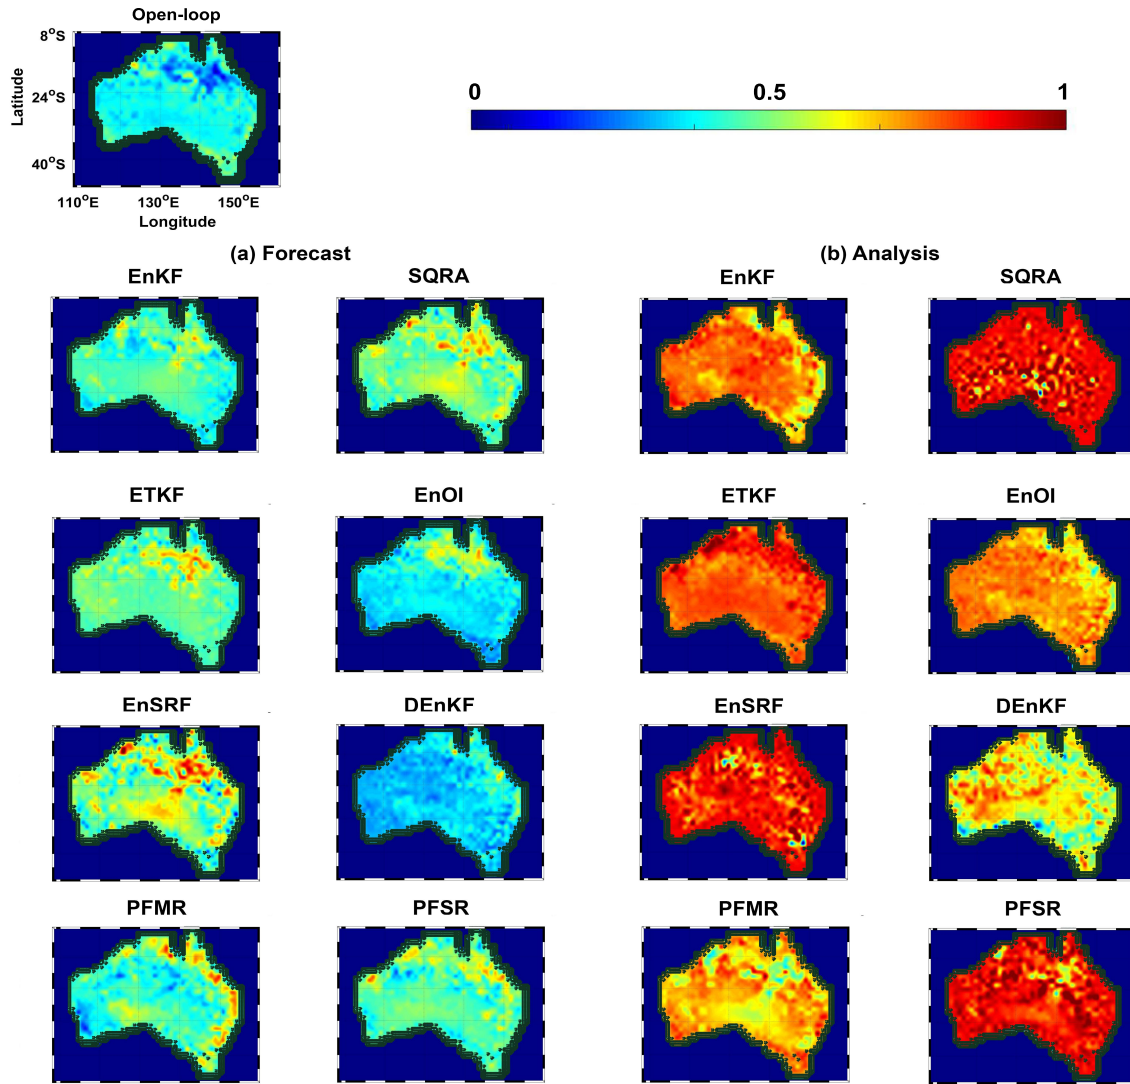 Open-loop
8°S
24°S
40°S
Latitude
110°E 130°E 150°E
Longitude
0 0.5 1
(a) Forecast (b) Analysis
EnKF SQRA EnKF SQRA
ETKF EnOI ETKF EnOI
EnSRF DEnKF EnSRF DEnKF
PFMR PFSR PFMR PFSR